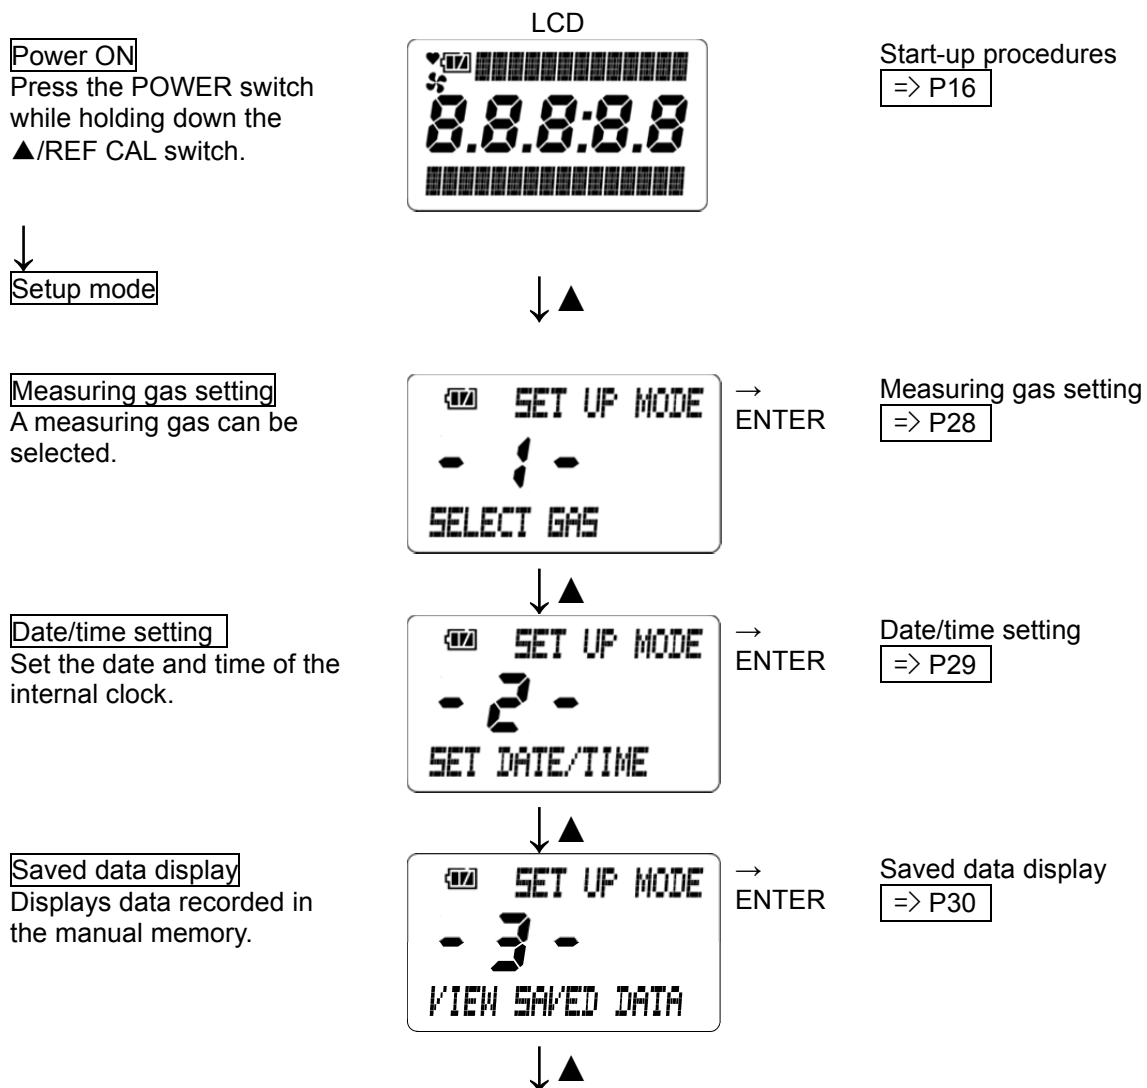 LCD
Power ON
Press the POWER switch
while holding down the
▲/REF CAL switch.
8.8.8:8.8
Start-up procedures
=> P16
↓
Setup mode
↓▲
Measuring gas setting
A measuring gas can be
selected.
SET UP MODE
- 1 -
SELECT GAS
→
ENTER
Measuring gas setting
=> P28
↓▲
Date/time setting
Set the date and time of the
internal clock.
SET UP MODE
- 2 -
SET DATE/TIME
→
ENTER
Date/time setting
=> P29
↓▲
Saved data display
Displays data recorded in
the manual memory.
SET UP MODE
- 3 -
VIEW SAVED DATA
→
ENTER
Saved data display
=> P30
↓▲